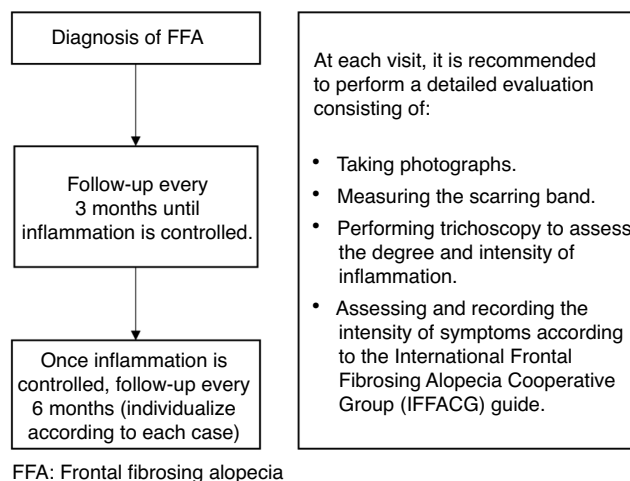 Diagnosis of FFA
Follow-up every
3 months until
inflammation is controlled.
Once inflammation is
controlled, follow-up every
6 months (individualize
according to each case)
At each visit, it is recommended
to perform a detailed evaluation
consisting of:
• Taking photographs.
• Measuring the scarring band.
• Performing trichoscopy to assess
the degree and intensity of
inflammation.
• Assessing and recording the
intensity of symptoms according
to the International Frontal
Fibrosing Alopecia Cooperative
Group (IFFACG) guide.
FFA: Frontal fibrosing alopecia